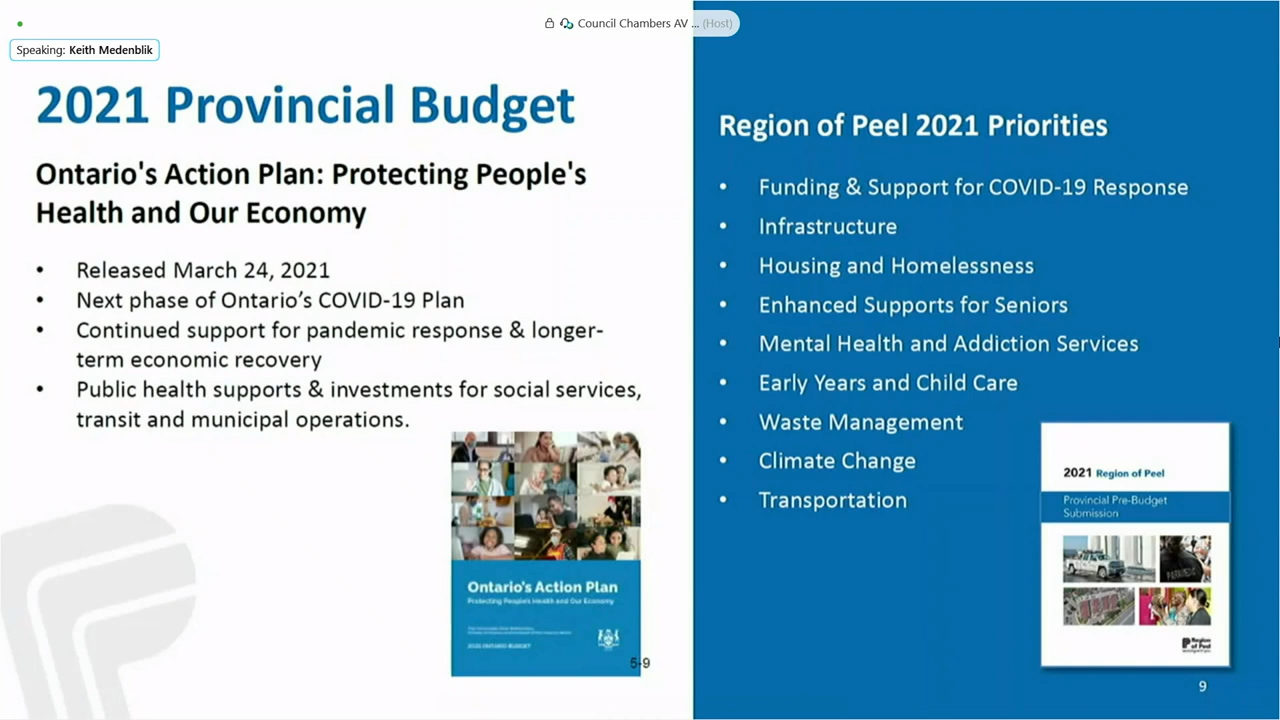 Council Chambers AV ... (Host)
Speaking: Keith Medenblik
2021 Provincial Budget
Ontario's Action Plan: Protecting People's
Health and Our Economy
• Released March 24, 2021
• Next phase of Ontario’s COVID-19 Plan
• Continued support for pandemic response & longer-
term economic recovery
• Public health supports & investments for social services,
transit and municipal operations.
Ontario's Action Plan
Protecting People's Health and Our Economy
2021 ONTARIO BUDGET
5-9
Region of Peel 2021 Priorities
• Funding & Support for COVID-19 Response
• Infrastructure
• Housing and Homelessness
• Enhanced Supports for Seniors
• Mental Health and Addiction Services
• Early Years and Child Care
• Waste Management
• Climate Change
• Transportation
2021 Region of Peel
Provincial Pre-Budget
Submission
PARAMEDIC
Region
of Peel
9